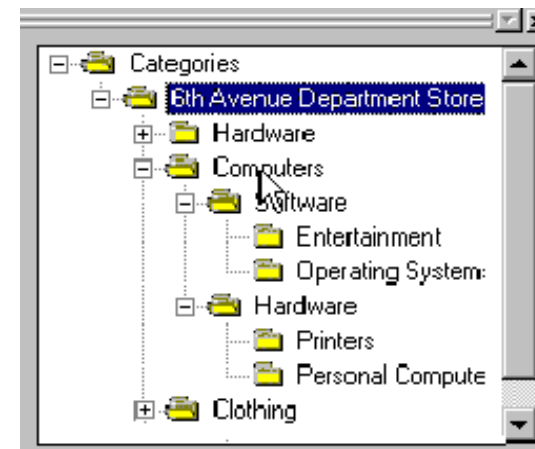 Categories
6th Avenue Department Store
Hardware
Computers
Software
Entertainment
Operating System
Hardware
Printers
Personal Compute
Clothing